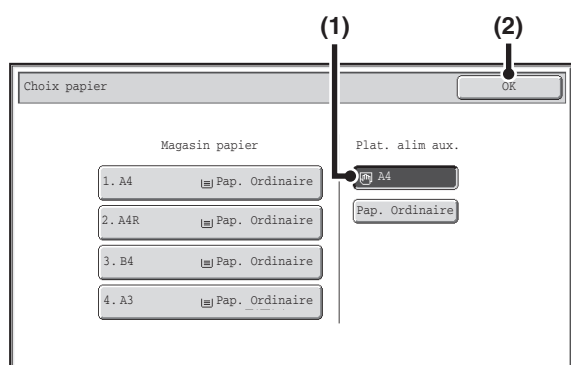 (1) (2)
Choix papier OK
Magasin papier Plat. alim aux.
1. A4 Pap. Ordinaire A4
2. A4R Pap. Ordinaire Pap. Ordinaire
3. B4 Pap. Ordinaire
4. A3 Pap. Ordinaire